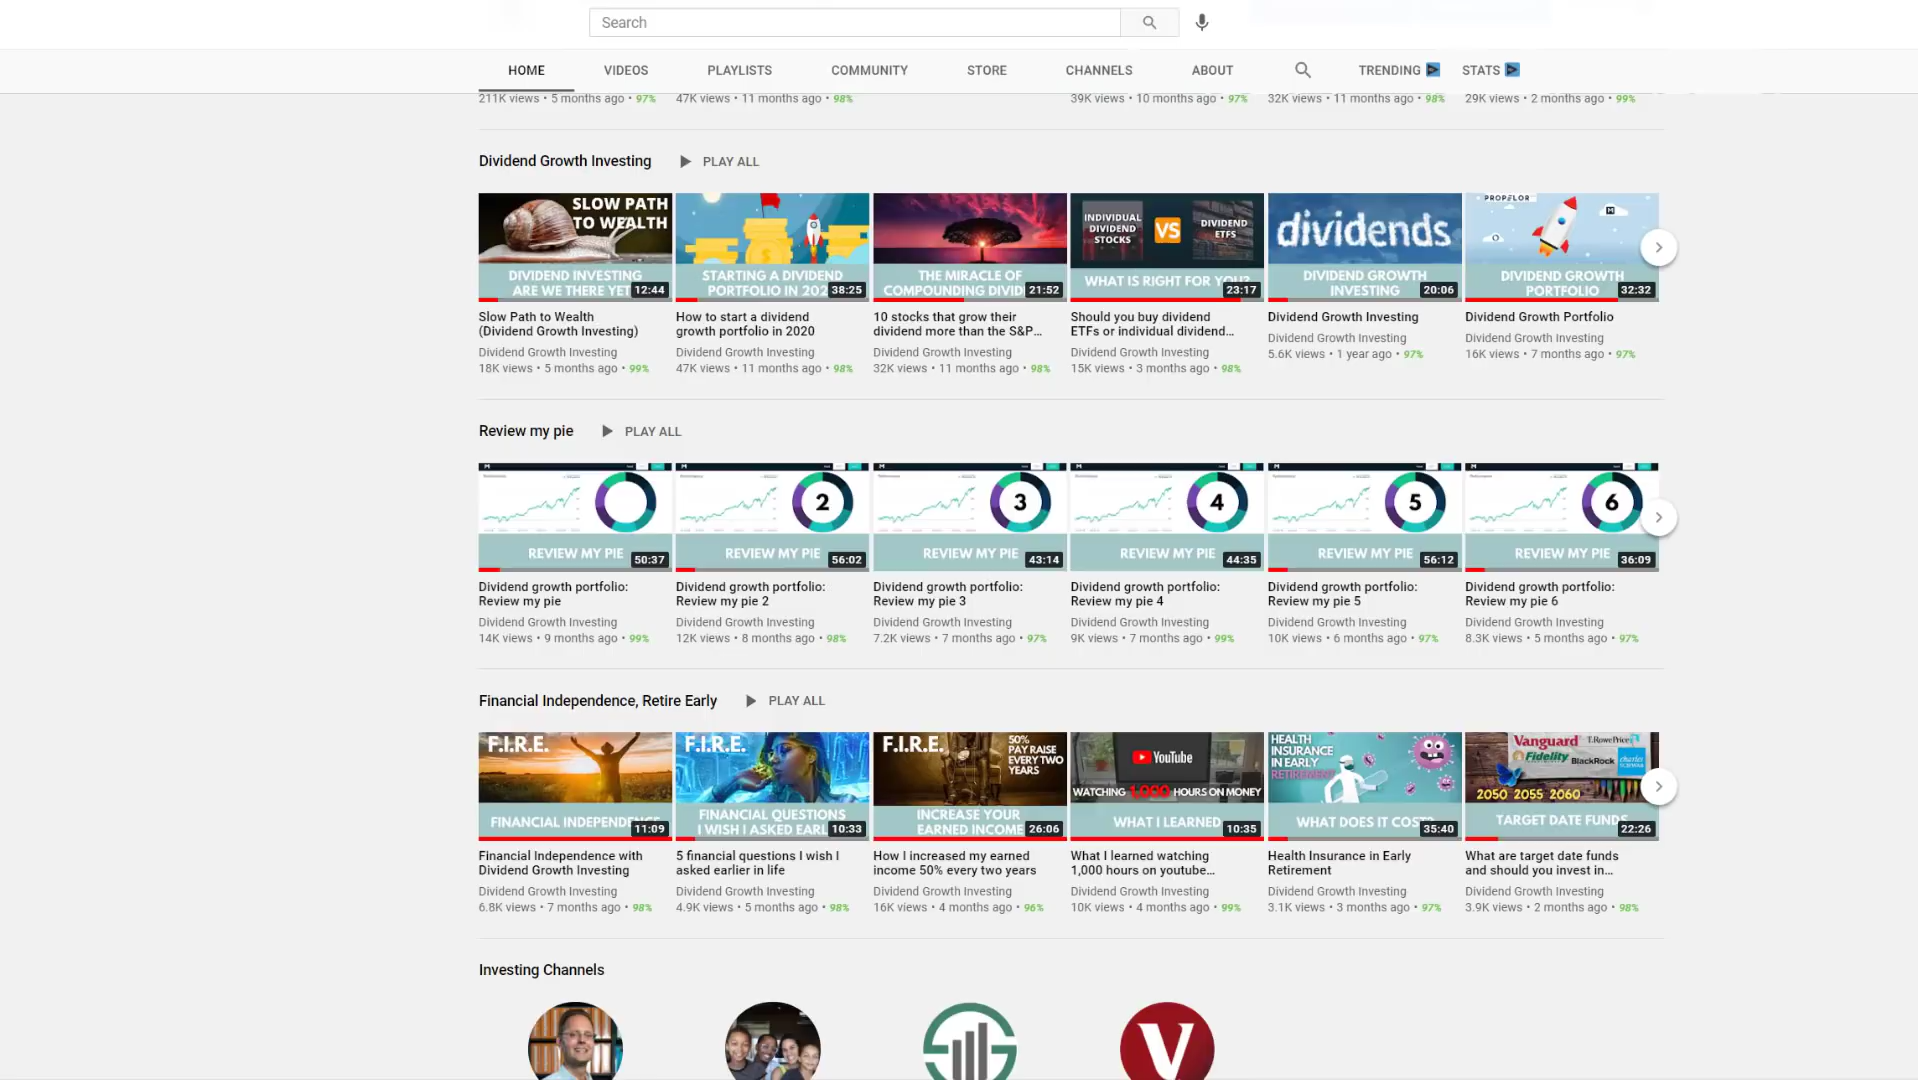 Search
HOME VIDEOS PLAYLISTS COMMUNITY STORE CHANNELS ABOUT TRENDING STATS
211K views • 5 months ago • 97% 47K views • 11 months ago • 98% 39K views • 10 months ago • 97% 32K views • 11 months ago • 98% 29K views • 2 months ago • 99%
Dividend Growth Investing PLAY ALL
SLOW PATH
TO WEALTH
DIVIDEND INVESTING
ARE WE THERE YET
12:44
STARTING A DIVIDEND
PORTFOLIO IN 202
38:25
THE MIRACLE OF
COMPOUNDING DIVID
21:52
INDIVIDUAL
DIVIDEND
STOCKS
VS
DIVIDEND
ETFS
WHAT IS RIGHT FOR YOU?
23:17
dividends
DIVIDEND GROWTH
INVESTING
20:06
DIVIDEND GROWTH
PORTFOLIO
32:32
Slow Path to Wealth
(Dividend Growth Investing)
Dividend Growth Investing
18K views • 5 months ago • 99%
How to start a dividend
growth portfolio in 2020
Dividend Growth Investing
47K views • 11 months ago • 98%
10 stocks that grow their
dividend more than the S&P...
Dividend Growth Investing
32K views • 11 months ago • 98%
Should you buy dividend
ETFs or individual dividend...
Dividend Growth Investing
15K views • 3 months ago • 98%
Dividend Growth Investing
Dividend Growth Investing
5.6K views • 1 year ago • 97%
Dividend Growth Portfolio
Dividend Growth Investing
16K views • 7 months ago • 97%
Review my pie PLAY ALL
REVIEW MY PIE
50:37
2
REVIEW MY PIE
56:02
3
REVIEW MY PIE
43:14
4
REVIEW MY PIE
44:35
5
REVIEW MY PIE
56:12
6
REVIEW MY PIE
36:09
Dividend growth portfolio:
Review my pie
Dividend Growth Investing
14K views • 9 months ago • 99%
Dividend growth portfolio:
Review my pie 2
Dividend Growth Investing
12K views • 8 months ago • 98%
Dividend growth portfolio:
Review my pie 3
Dividend Growth Investing
7.2K views • 7 months ago • 97%
Dividend growth portfolio:
Review my pie 4
Dividend Growth Investing
9K views • 7 months ago • 99%
Dividend growth portfolio:
Review my pie 5
Dividend Growth Investing
10K views • 6 months ago • 97%
Dividend growth portfolio:
Review my pie 6
Dividend Growth Investing
8.3K views • 5 months ago • 97%
Financial Independence, Retire Early PLAY ALL
F.I.R.E.
FINANCIAL INDEPENDENC
11:09
F.I.R.E.
FINANCIAL QUESTIONS
I WISH I ASKED EARL
10:33
F.I.R.E.
50%
PAY RAISE
EVERY TWO
YEARS
INCREASE YOUR
EARNED INCOME
26:06
YouTube
WATCHING 1,000 HOURS ON MONEY
WHAT I LEARNED
10:35
HEALTH
INSURANCE
IN EARLY
RETIREMENT
WHAT DOES IT COST?
35:40
Vanguard T.RowePrice
Fidelity BlackRock charles SCHWAB
2050 2055 2060
TARGET DATE FUNDS
22:26
Financial Independence with
Dividend Growth Investing
Dividend Growth Investing
6.8K views • 7 months ago • 98%
5 financial questions I wish I
asked earlier in life
Dividend Growth Investing
4.9K views • 5 months ago • 98%
How I increased my earned
income 50% every two years
Dividend Growth Investing
16K views • 4 months ago • 96%
What I learned watching
1,000 hours on youtube...
Dividend Growth Investing
10K views • 4 months ago • 99%
Health Insurance in Early
Retirement
Dividend Growth Investing
3.1K views • 3 months ago • 97%
What are target date funds
and should you invest in...
Dividend Growth Investing
3.9K views • 2 months ago • 98%
Investing Channels
V